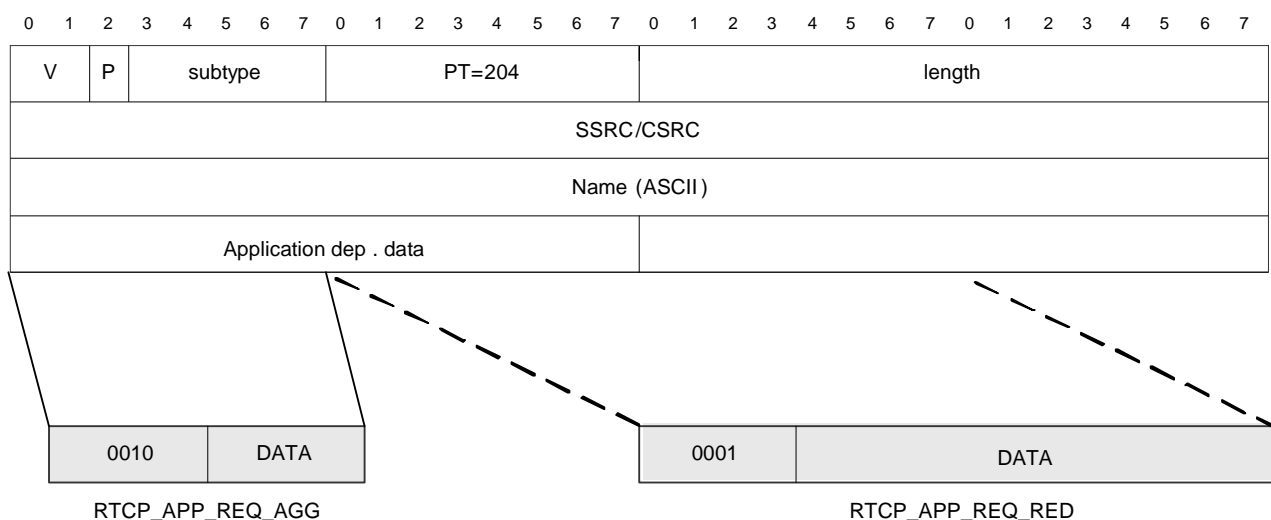 0 1 2 3 4 5 6 7 0 1 2 3 4 5 6 7 0 1 2 3 4 5 6 7 0 1 2 3 4 5 6 7
V P subtype PT=204 length
SSRC/CSRC
Name (ASCII)
Application dep . data
0010 DATA 0001 DATA
RTCP_APP_REQ_AGG RTCP_APP_REQ_RED